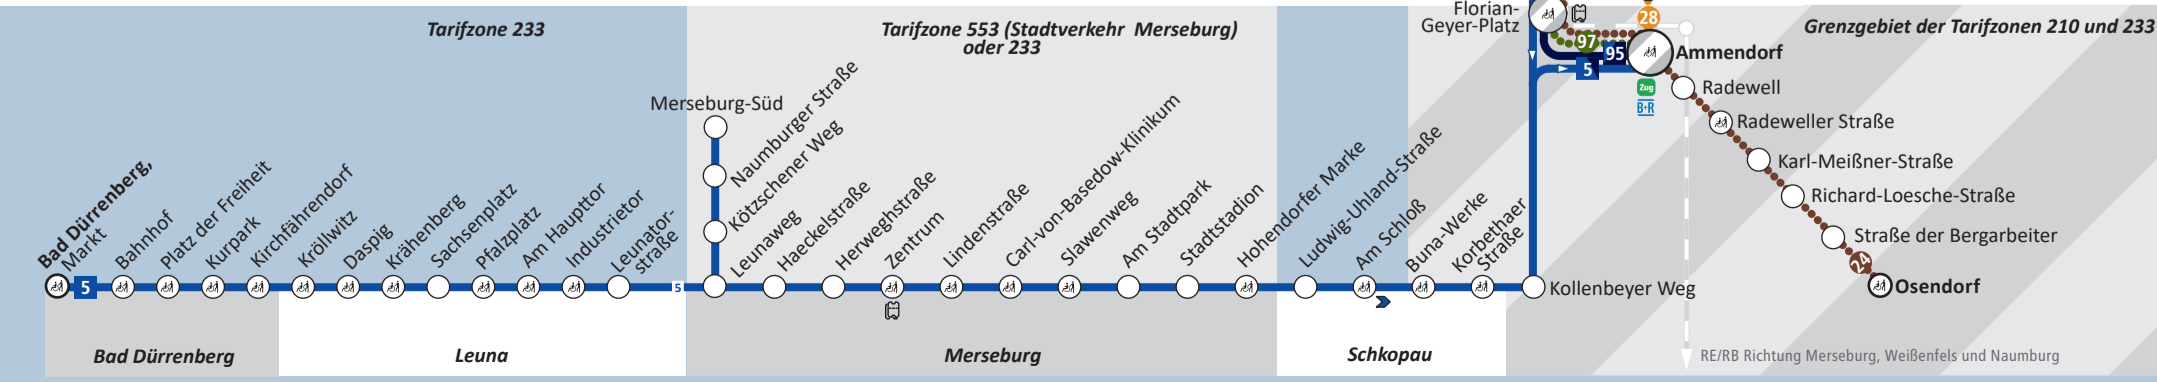 Tarifzone 233
Tarifzone 553 (Stadtverkehr Merseburg)
oder 233
Florian-
Geyer-Platz
28
97
95
5
Grenzgebiet der Tarifzonen 210 und 233
Ammendorf
Zug
B+R
Radewell
Radeweller Straße
Karl-Meißner-Straße
Richard-Loesche-Straße
Straße der Bergarbeiter
24
Osendorf
Merseburg-Süd
Naumburger Straße
Kötzschener Weg
Bad Dürrenberg,
Markt
5
Bahnhof
Platz der Freiheit
Kurpark
Kirchfährendorf
Kröllwitz
Daspig
Krähenberg
Sachsenplatz
Pfalzplatz
Am Haupttor
Industrietor
Leunator-
straße
5
Leunaweg
Haeckelstraße
Herweghstraße
Zentrum
Lindenstraße
Carl-von-Basedow-Klinikum
Slawenweg
Am Stadtpark
Stadtstadion
Hohendorfer Marke
Ludwig-Uhland-Straße
Am Schloß
Buna-Werke
Korbethaer
Straße
Kollenbeyer Weg
Bad Dürrenberg
Leuna
Merseburg
Schkopau
RE/RB Richtung Merseburg, Weißenfels und Naumburg